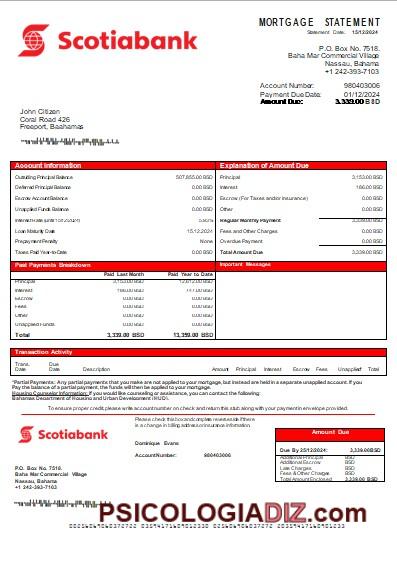 Scotiabank
MORTGAGE STATEMENT
Statement Date: 15/12/2024
P.O. Box No. 7518.
Baha Mar Commercial Village
Nassau, Bahama
+1 242-393-7103
Account Number: 980403006
Payment Due Date: 01/12/2024
Amount Due: 3,339.00 BSD
John Citizen
Coral Road 426
Freeport, Baahamas
Account Information
Outstanding Principal Balance 507,855.00 BSD
Deferred Principal Balance 0.00 BSD
Escrow Account Balance 0.00 BSD
Unapplied Funds Balance 0.00 BSD
Interest Rate (until 15.12.2024)
Loan Maturity Date 15.12.2024
Prepayment Penalty None
Taxes Paid Year-to-Date 0.00 BSD
Explanation of Amount Due
Principal 3,153.00 BSD
Interest 186.00 BSD
Escrow (For Taxes and/or Insurance) 0.00 BSD
Other 0.00 BSD
Regular Monthly Payment 3,339.00 BSD
Fees and Other Charges 0.00 BSD
Overdue Payment 0.00 BSD
Total Amount Due 3,339.00 BSD
Past Payments Breakdown
Paid Last Month Paid Year to Date
Principal 3,153.00 BSD 12,612.00 BSD
Interest 186.00 BSD 747.00 BSD
Escrow 0.00 BSD 0.00 BSD
Fees 0.00 BSD 0.00 BSD
Other 0.00 BSD 0.00 BSD
Unapplied Funds 0.00 BSD 0.00 BSD
Total 3,339.00 BSD 13,359.00 BSD
Important Messages
Transaction Activity
Trans. Date Due Date Description Amount Principal Interest Escrow Fees Unapplied* Total
*Partial Payments: Any partial payments that you make are not applied to your mortgage, but instead are held in a separate unapplied account. If you
Pay the balance of a partial payment, the funds will then be applied to your mortgage.
Housing Counselor Information: If you would like counseling or assistance, you can contact the following:
Bahamas Department of Housing and Urban Development (HUD).
To ensure proper credit, please write account number on check and return this stub along with your payment in envelope provided.
Scotiabank
Please check this box and complete reverse side if there
is a change in billing address or insurance information.
Dominique Evans
Account Number: 980403006
P.O. Box No. 7518.
Baha Mar Commercial Village
Nassau, Bahama
+1 242-393-7103
Amount Due
Due By 25/12/2024: 3,339.00 BSD
Additional Principal BSD
Additional Escrow BSD
Late Charges BSD
Fees & Other Charges BSD
Total Amount Enclosed 3,339.00 BSD
PSICOLOGIADIZ.com